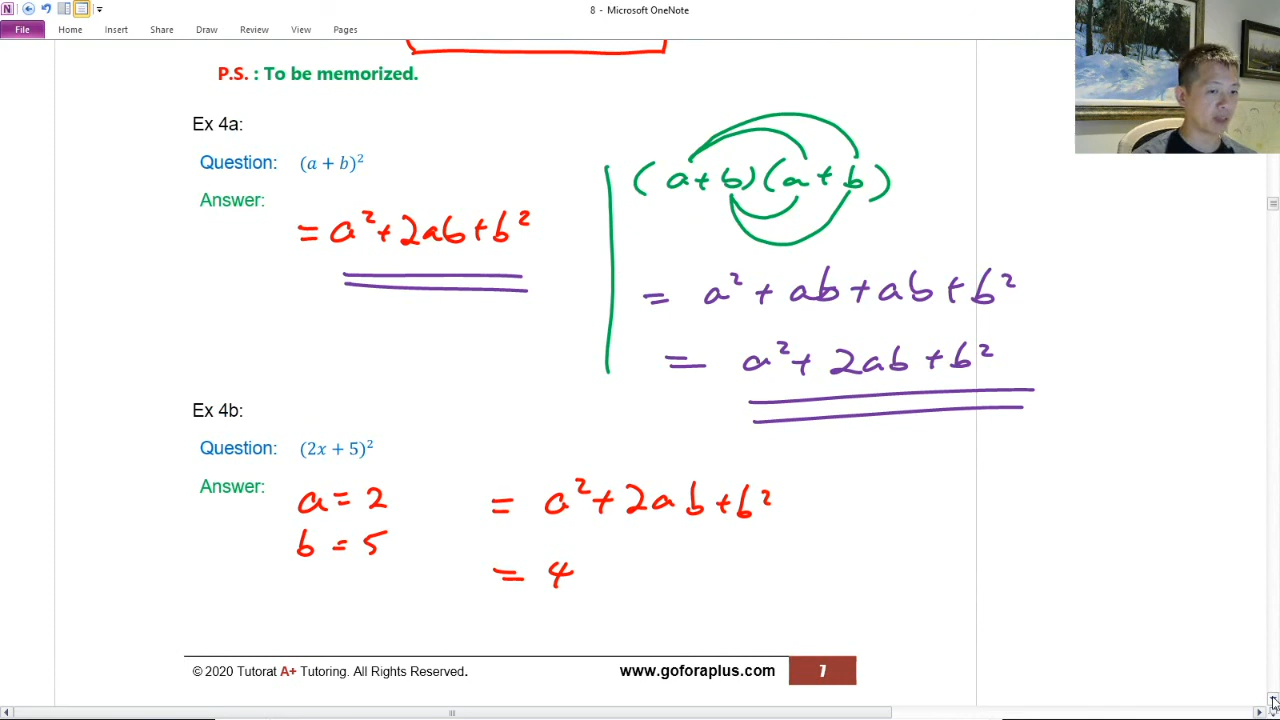 8 - Microsoft OneNote
File Home Insert Share Draw Review View Pages
P.S. : To be memorized.
Ex 4a:
Question: (a + b)²
Answer:
= a² + 2ab + b²
(a + b)(a + b)
= a² + ab + ab + b²
= a² + 2ab + b²
Ex 4b:
Question: (2x + 5)²
Answer:
a = 2
b = 5
= a² + 2ab + b²
= 4
© 2020 Tutorat A+ Tutoring. All Rights Reserved. www.goforaplus.com 7